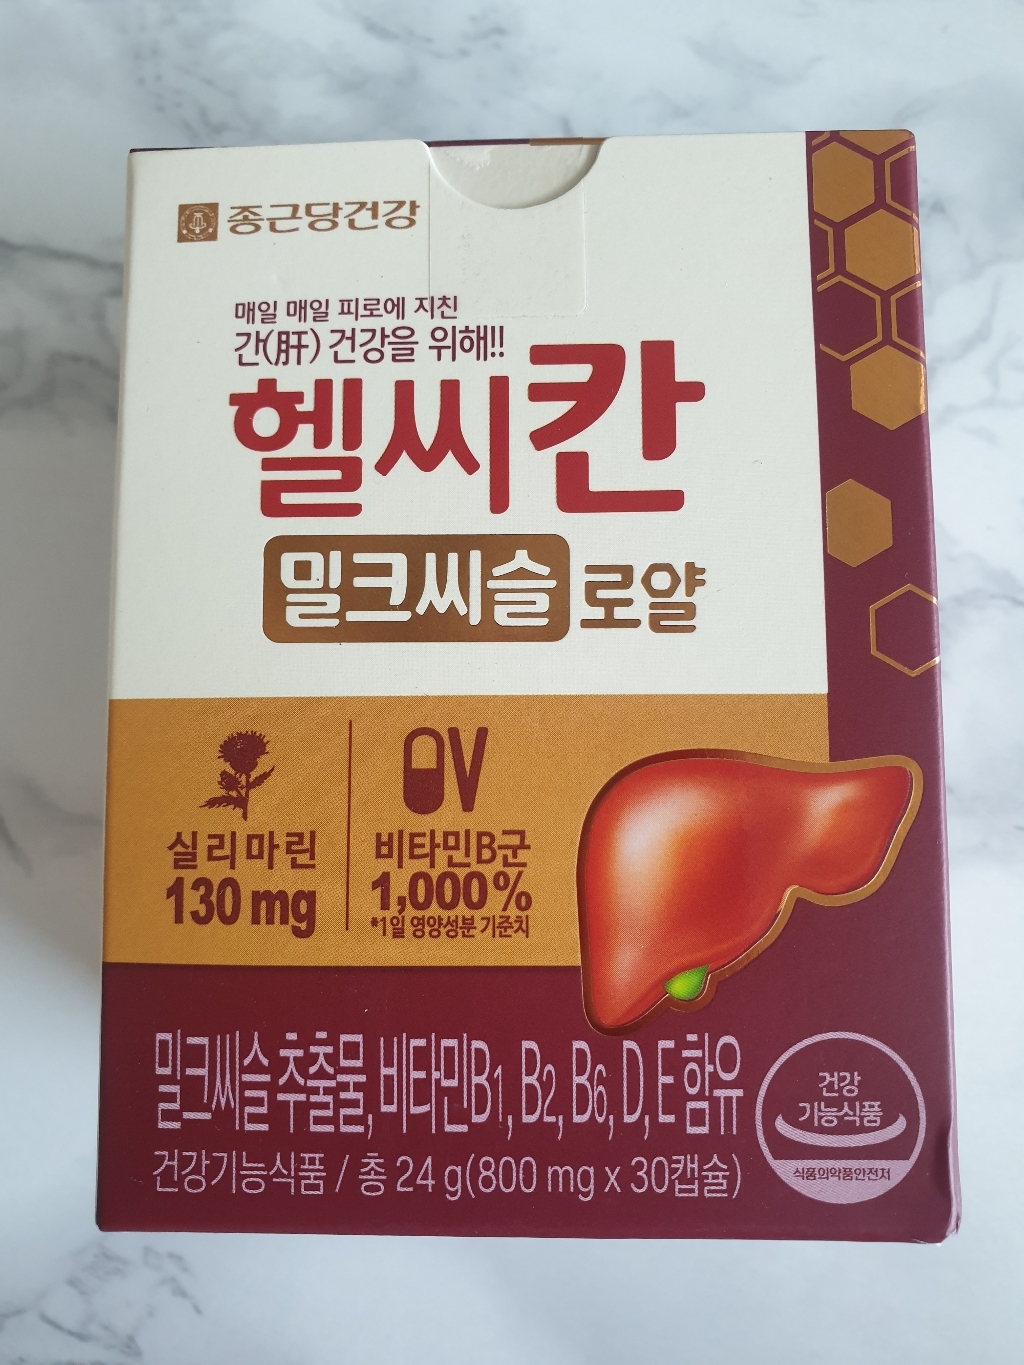 종근당건강
매일 매일 피로에 지친
간(肝) 건강을 위해!!
헬씨칸
밀크씨슬 로얄
실리마린
130 mg
비타민B군
1,000%
*1일 영양성분 기준치
밀크씨슬 추출물, 비타민B1, B2, B6, D, E 함유
건강기능식품 / 총 24 g(800 mg x 30캡슐)
건강
기능식품
식품의약품안전처